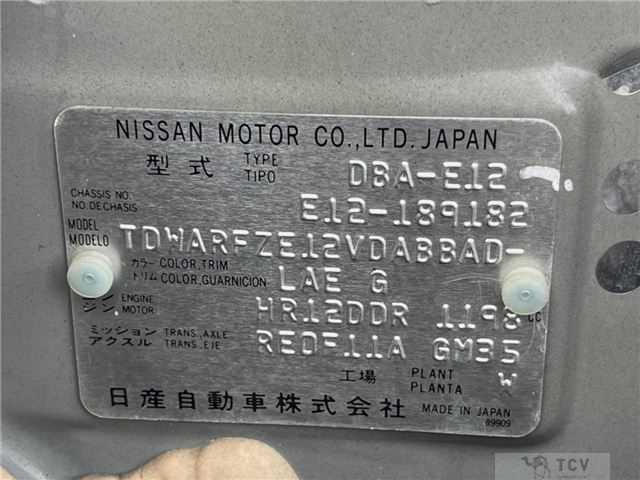 NISSAN MOTOR CO.,LTD. JAPAN
型式 TYPE TIPO DBA-E12
CHASSIS NO. NO. DE CHASIS E12-189182
MODEL MODELO TDWARFZE12VDABBAD-
カラー COLOR, TRIM
トリム COLOR, GUARNICION LAE G
ジン ENGINE MOTOR HR12DDR 1198 CC
ミッション TRANS., AXLE
アクスル TRANS., EJE RE0F11A GM35
工場 PLANT PLANTA W
日産自動車株式会社 MADE IN JAPAN
89909
TCV